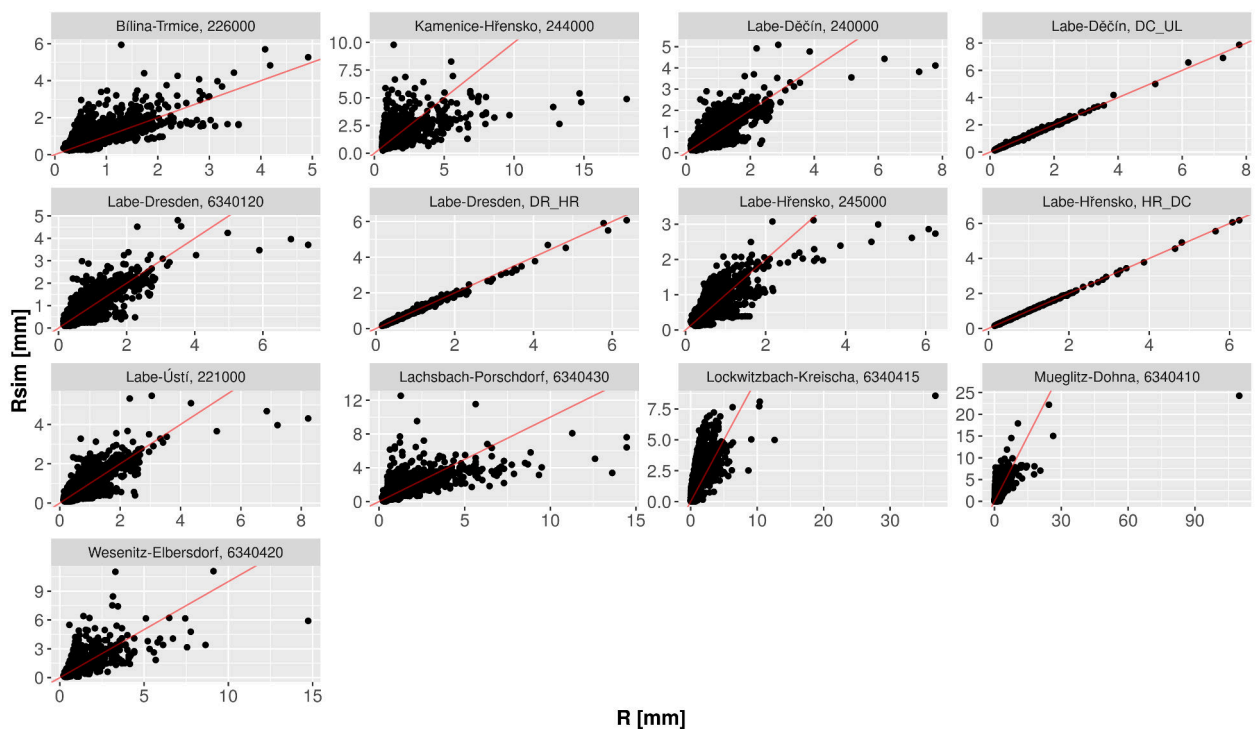 Bílina-Trmice, 226000
Kamenice-Hřensko, 244000
Labe-Děčín, 240000
Labe-Děčín, DC_UL
6
4
2
0
0 1 2 3 4 5
10.0
7.5
5.0
2.5
0.0
0 5 10 15
5
4
3
2
1
0
0 2 4 6 8
8
6
4
2
0
0 2 4 6 8
Labe-Dresden, 6340120
Labe-Dresden, DR_HR
Labe-Hřensko, 245000
Labe-Hřensko, HR_DC
5
4
3
2
1
0
0 2 4 6
6
4
2
0
0 2 4 6
3
2
1
0
0 2 4 6
6
4
2
0
0 2 4 6
Rsim [mm]
Labe-Ústí, 221000
Lachsbach-Porschdorf, 6340430
Lockwitzbach-Kreischa, 6340415
Mueglitz-Dohna, 6340410
4
2
0
0 2 4 6 8
12
8
4
0
0 5 10 15
7.5
5.0
2.5
0.0
0 10 20 30
25
20
15
10
5
0
0 30 60 90
Wesenitz-Elbersdorf, 6340420
9
6
3
0
0 5 10 15
R [mm]